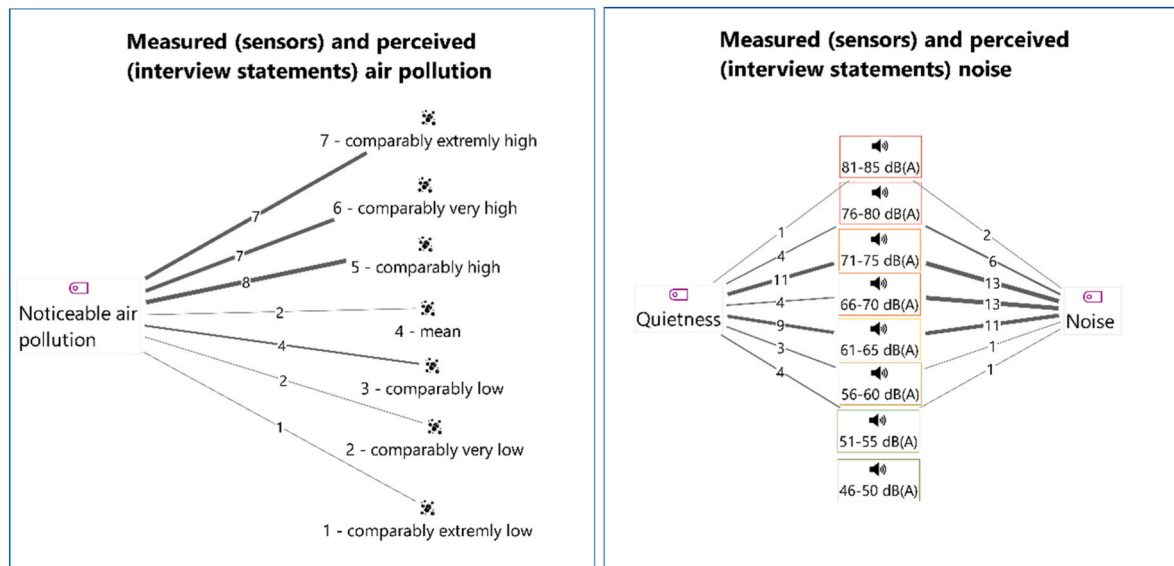 Measured (sensors) and perceived
(interview statements) air pollution
7 - comparably extremly high
7
6 - comparably very high
7
5 - comparably high
8
Noticeable air
pollution
2
4 - mean
4
3 - comparably low
2
2 - comparably very low
1
1 - comparably extremly low
Measured (sensors) and perceived
(interview statements) noise
81-85 dB(A)
76-80 dB(A)
1
2
4
6
71-75 dB(A)
11
13
66-70 dB(A)
4
13
Quietness
Noise
9
11
61-65 dB(A)
3
1
56-60 dB(A)
4
1
51-55 dB(A)
46-50 dB(A)